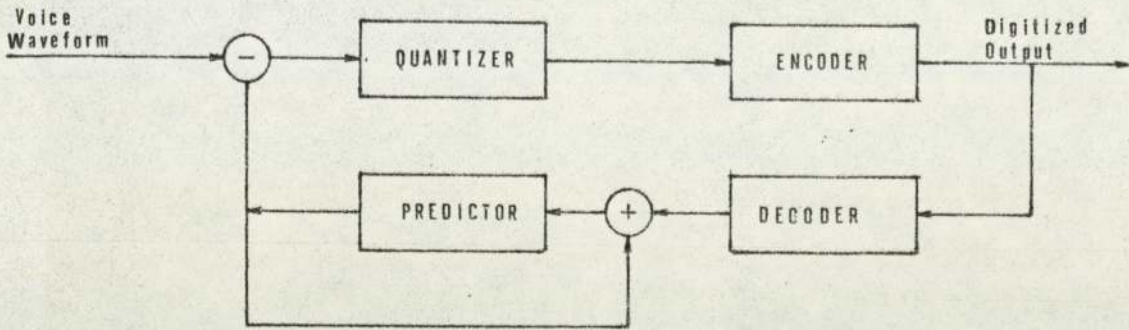 Voice
Waveform
-
QUANTIZER
ENCODER
Digitized
Output
PREDICTOR
+
DECODER